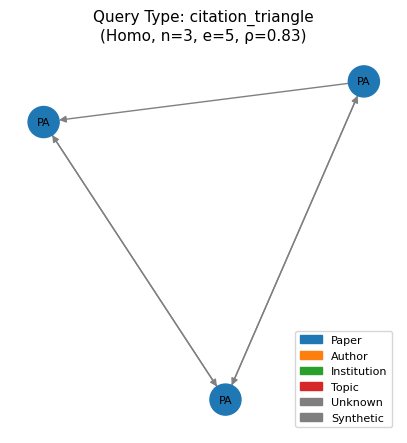 Query Type: citation_triangle
(Homo, n=3, e=5, ρ=0.83)
PA
PA
PA
Paper
Author
Institution
Topic
Unknown
Synthetic